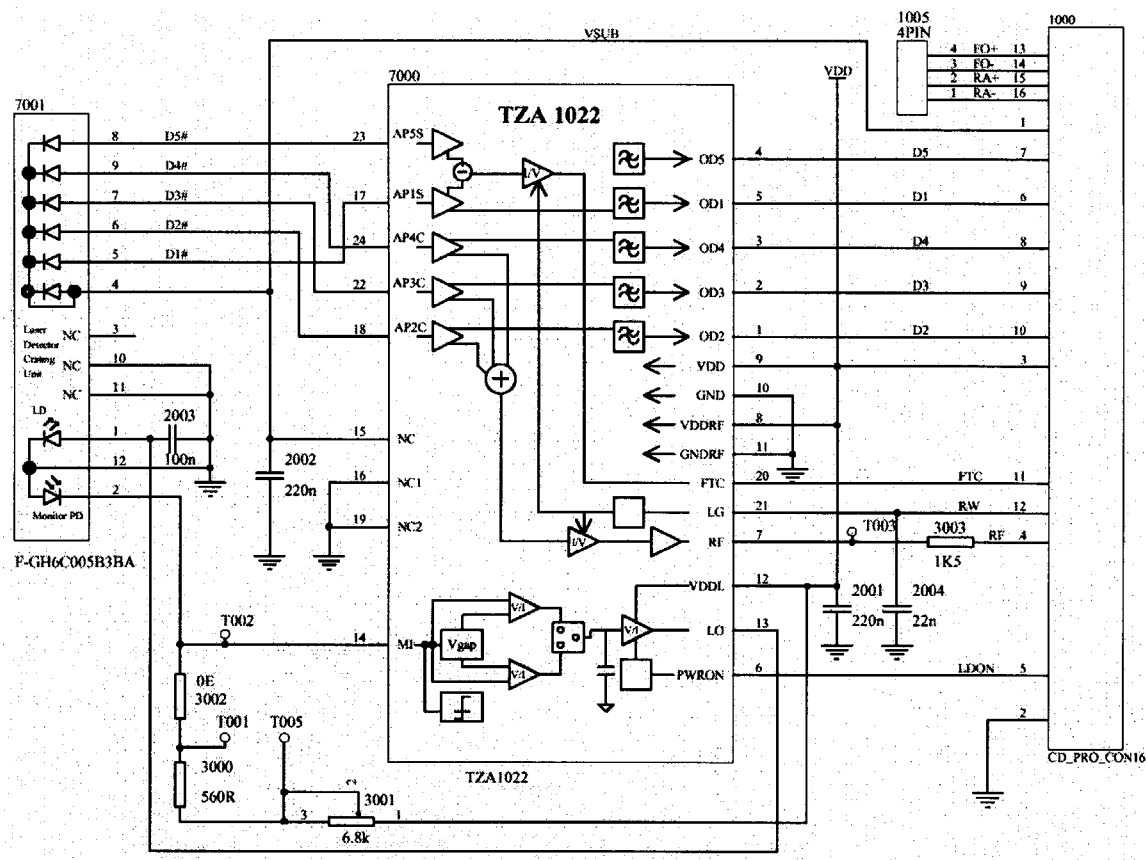 VSUB
1005
4PIN
1000
4 FO+ 13
3 FO- 14
2 RA+ 15
1 RA- 16
VDD
7000
TZA 1022
7001
1
8 D5# 23 AP5S OD5 4 D5 7
9 D4#
I/V
7 D3# 17 AP1S OD1 5 D1 6
6 D2#
24 AP4C OD4 3 D4 8
5 D1#
4 22 AP3C OD3 2 D3 9
Laser
Detector
Grating
Unit
NC 3
18 AP2C OD2 1 D2 10
NC 10
VDD 9 3
NC 11
GND 10
LD
2003
1
100n
VDDRF 8
15 NC
GNDRF 11
12
2002
220n
16 NC1
FTC 20 FTC 11
2
Monitor PD
19 NC2
LG 21 RW 12
T003
3003
I/V
RF 7 RF 4
1K5
F-GH6C005B3BA
VDDL 12
2001
220n
2004
22n
T002
14 MI
Vgap
V/I
V/I
V/I
LO 13
PWRON 6 LDON 5
0E
3002
T001
T005
2
CD_PRO_CON16
3000
560R
TZA1022
2
3001
3 1
6.8k